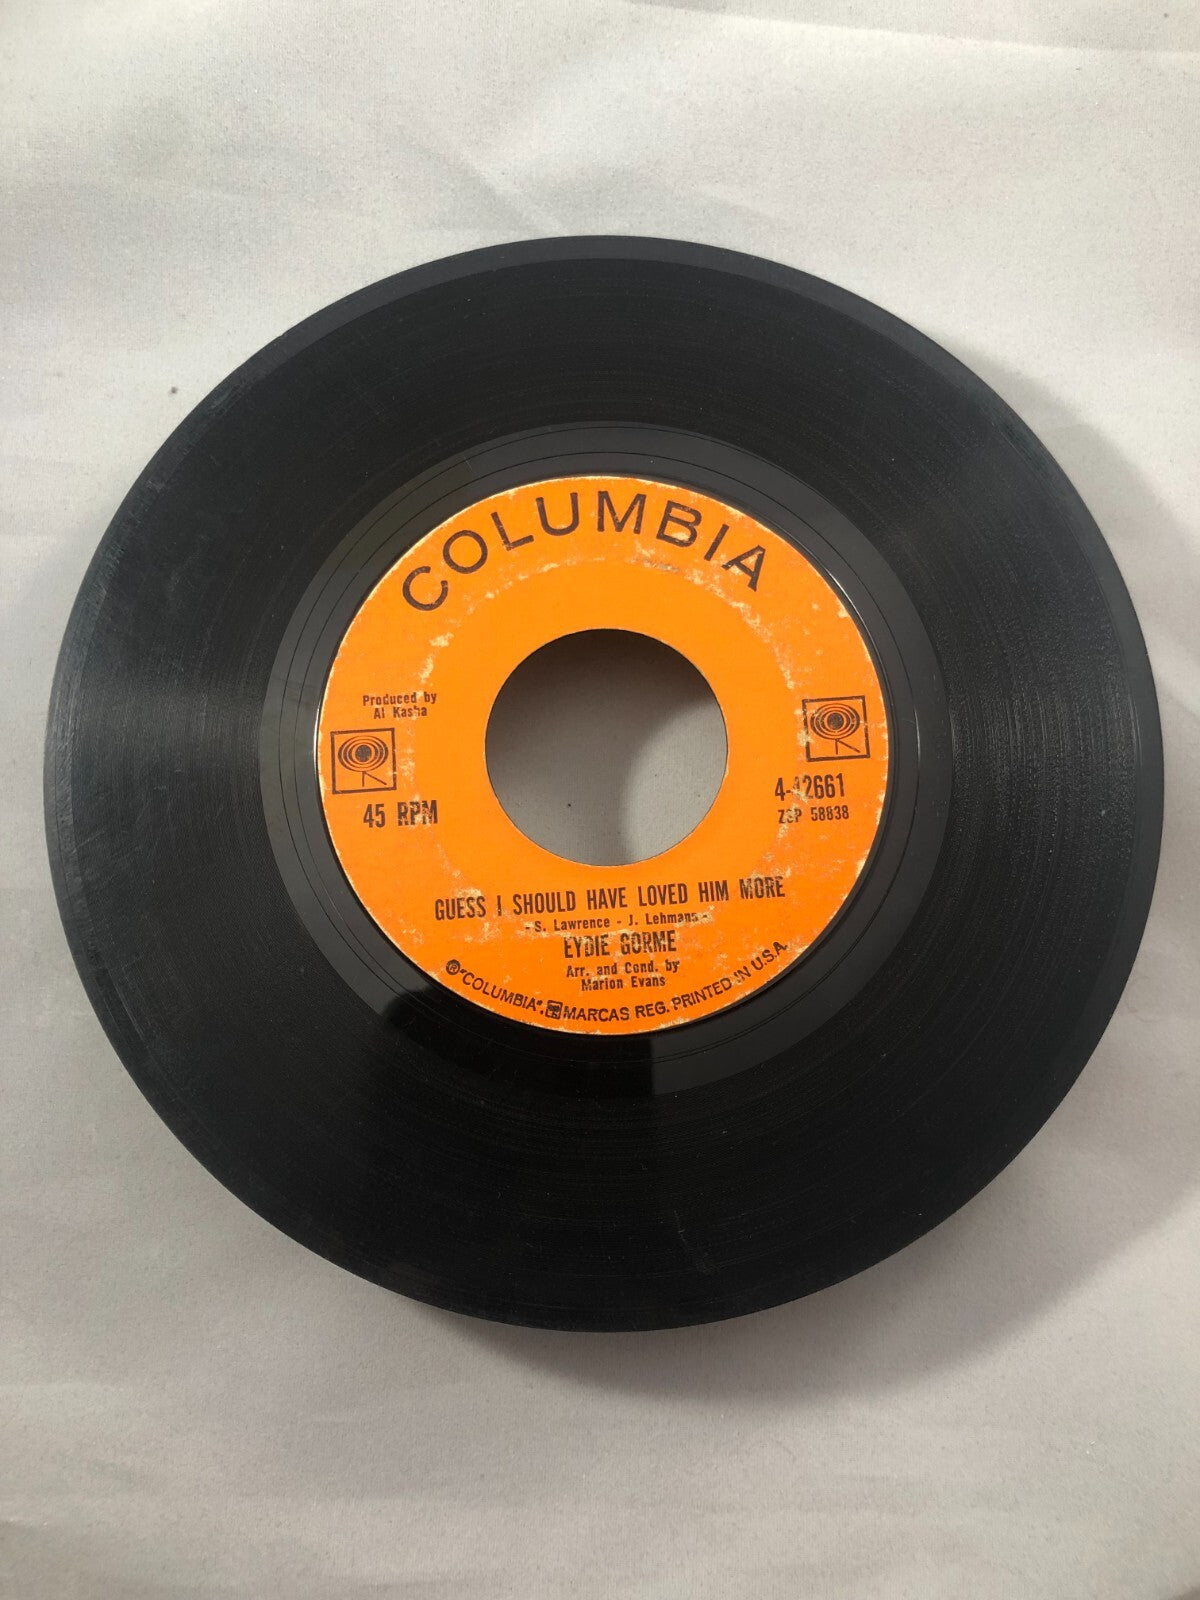 COLUMBIA
Produced by
Al Kasha
45 RPM
4-42661
ZSP 58838
GUESS I SHOULD HAVE LOVED HIM MORE
- S. Lawrence - J. Lehmann -
EYDIE GORME
Arr. and Cond. by
Marion Evans
® "COLUMBIA", MARCAS REG. PRINTED IN U.S.A.